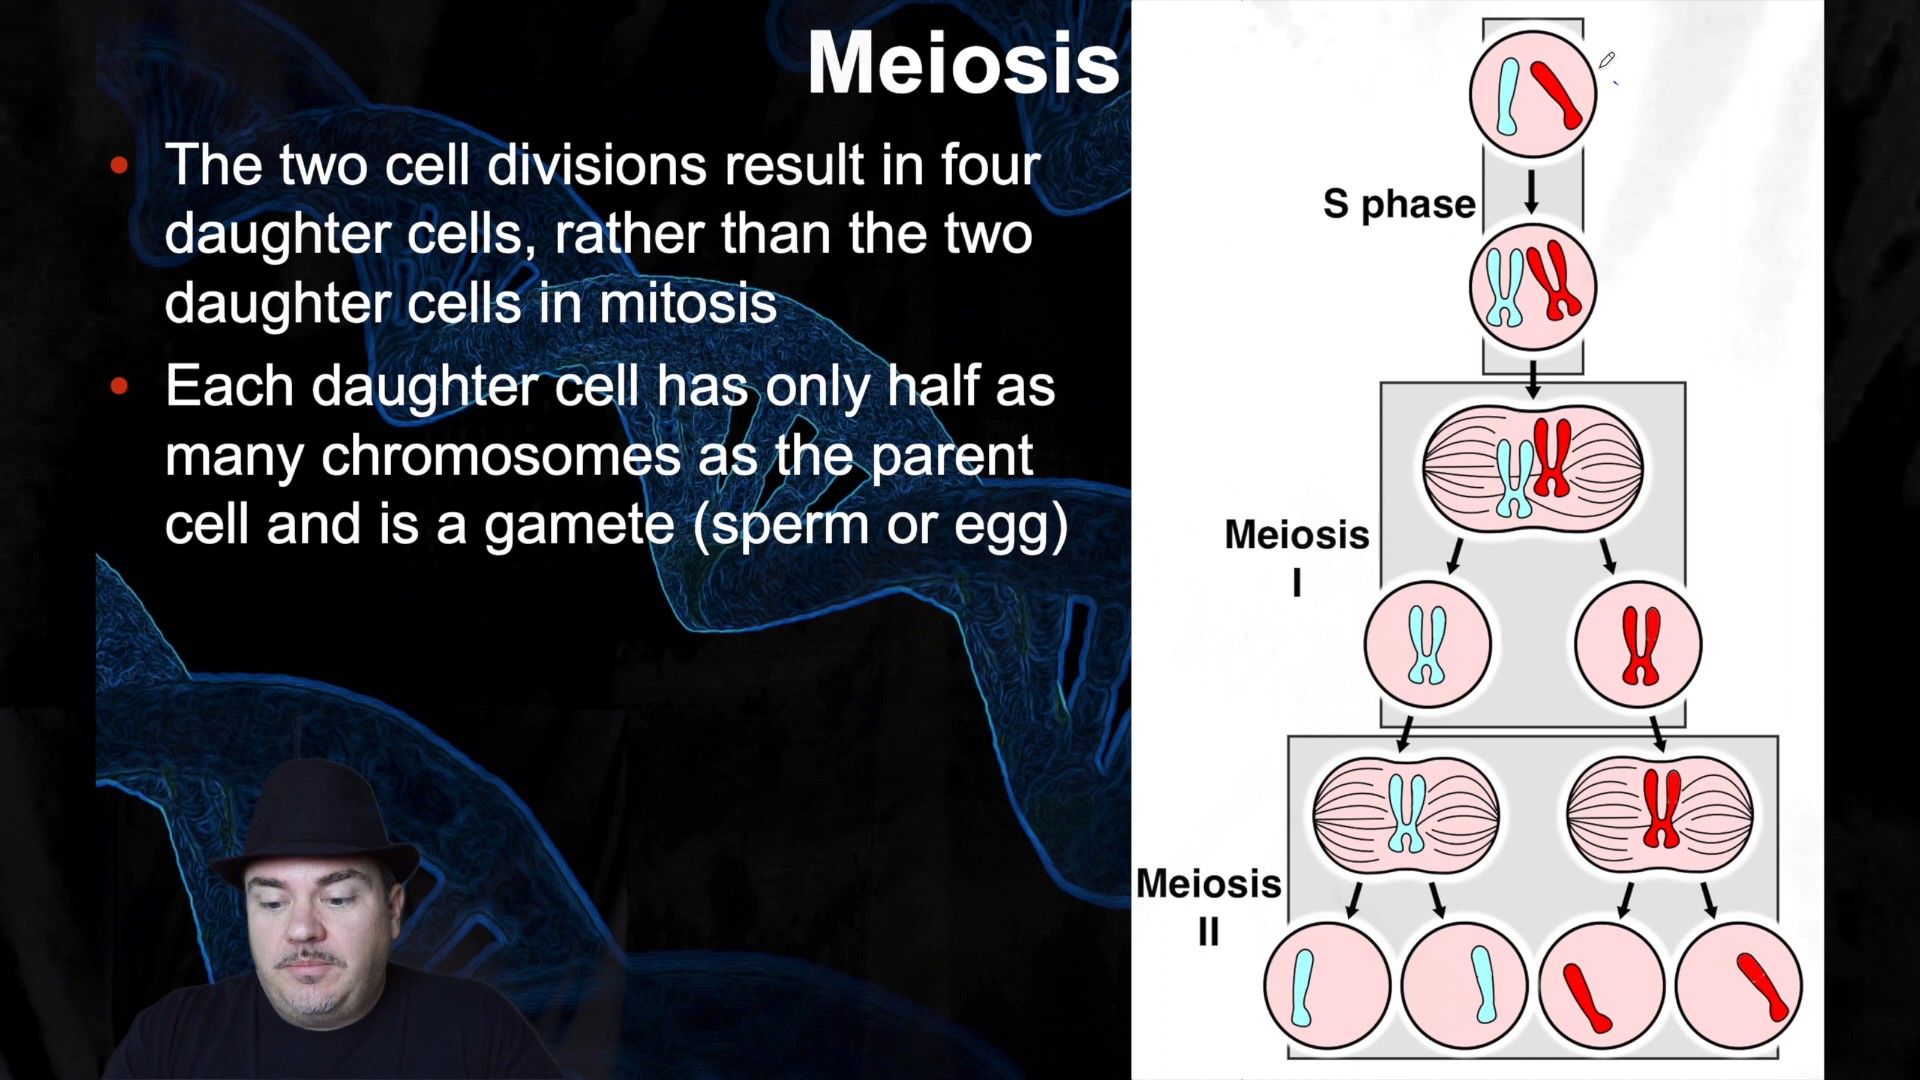 Meiosis
• The two cell divisions result in four
daughter cells, rather than the two
daughter cells in mitosis
• Each daughter cell has only half as
many chromosomes as the parent
cell and is a gamete (sperm or egg)
S phase
Meiosis
I
Meiosis
II